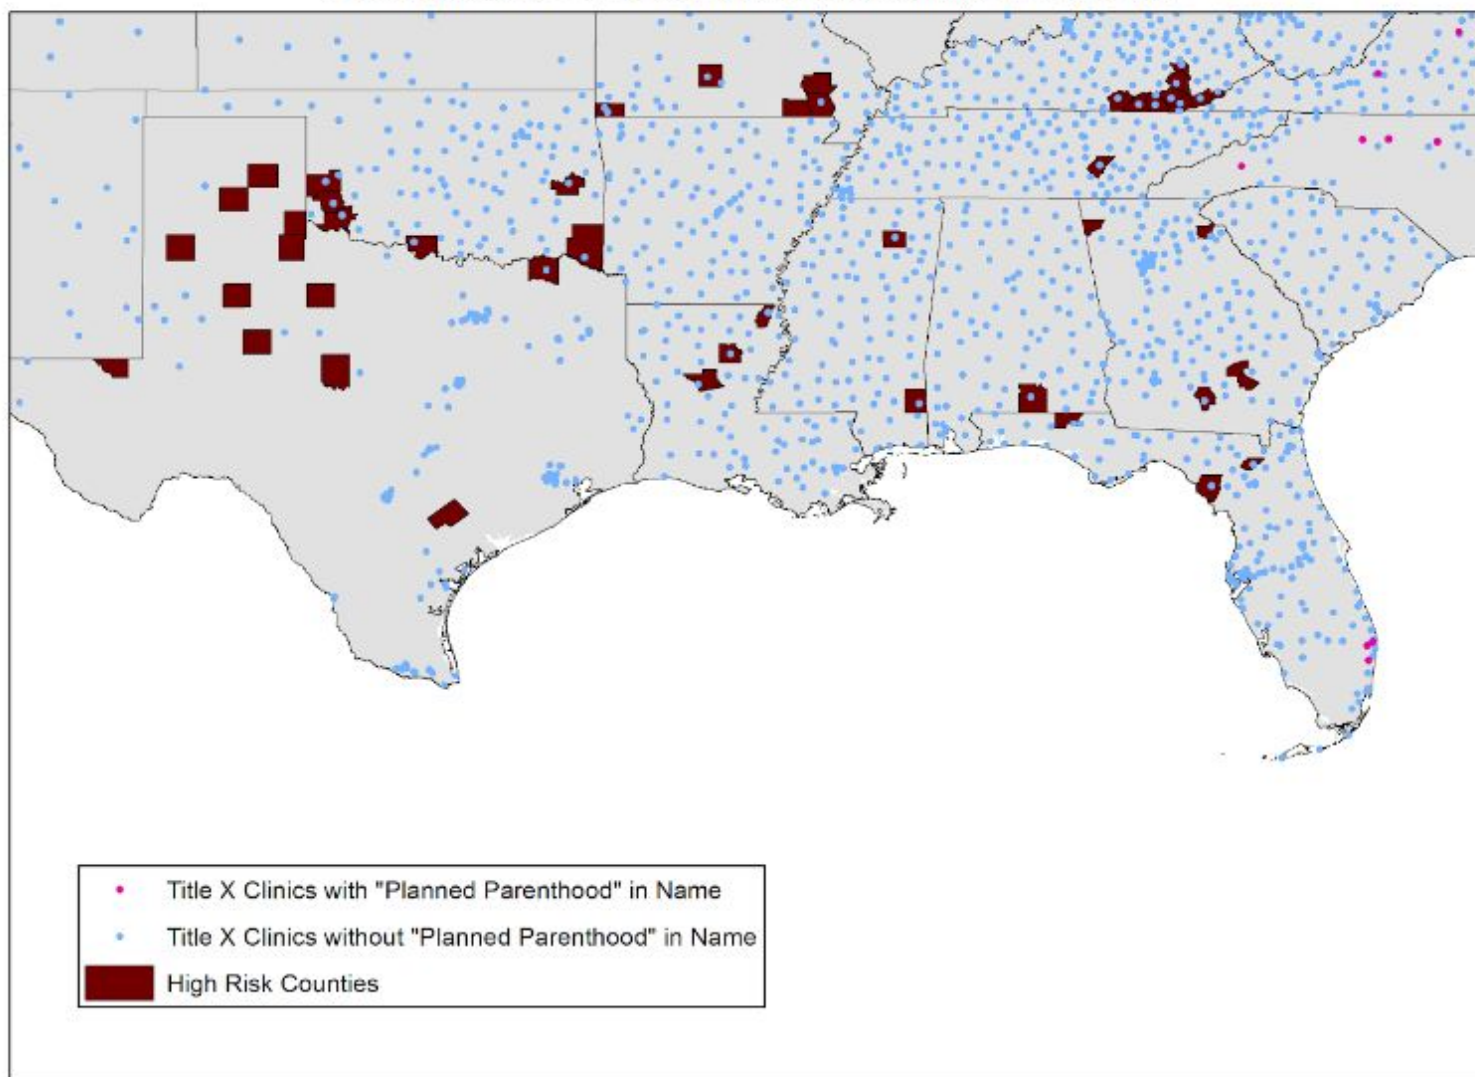 Title X Clinics with "Planned Parenthood" in Name
Title X Clinics without "Planned Parenthood" in Name
High Risk Counties